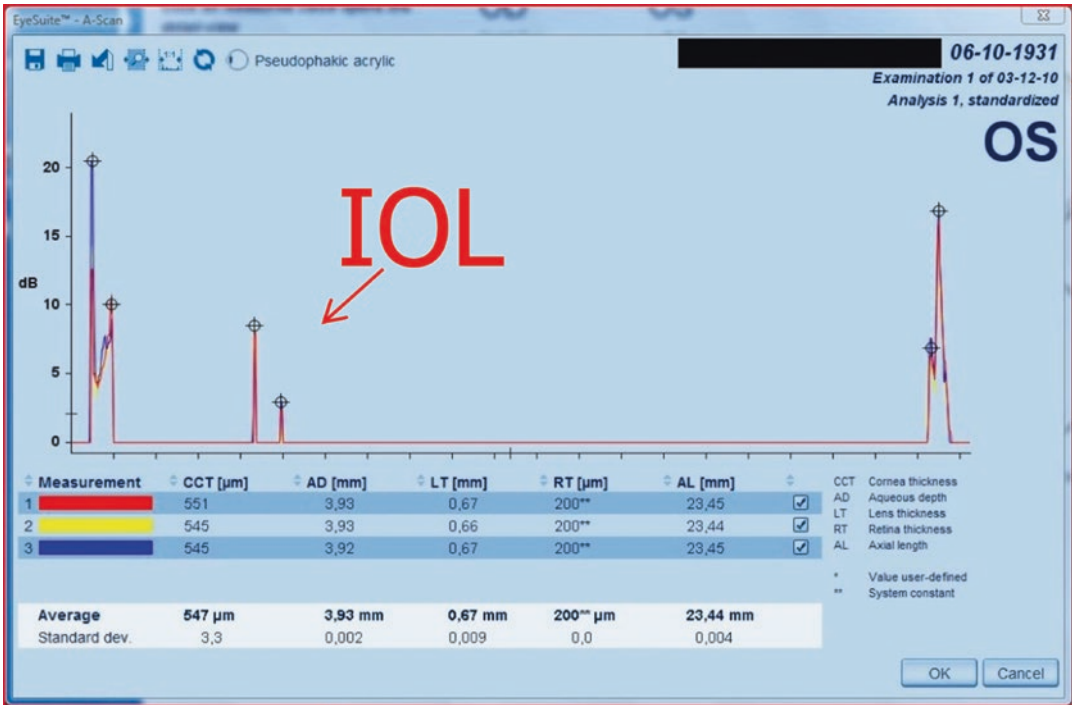 EyeSuite™ - A-Scan
Pseudophakic acrylic
06-10-1931
Examination 1 of 03-12-10
Analysis 1, standardized
OS
IOL
20
15
dB
10
5
0
Measurement CCT [µm] AD [mm] LT [mm] RT [µm] AL [mm]
1 551 3,93 0,67 200** 23,45
2 545 3,93 0,66 200** 23,44
3 545 3,92 0,67 200** 23,45
Average 547 µm 3,93 mm 0,67 mm 200** µm 23,44 mm
Standard dev. 3,3 0,002 0,009 0,0 0,004
CCT Cornea thickness
AD Aqueous depth
LT Lens thickness
RT Retina thickness
AL Axial length
* Value user-defined
** System constant
OK Cancel